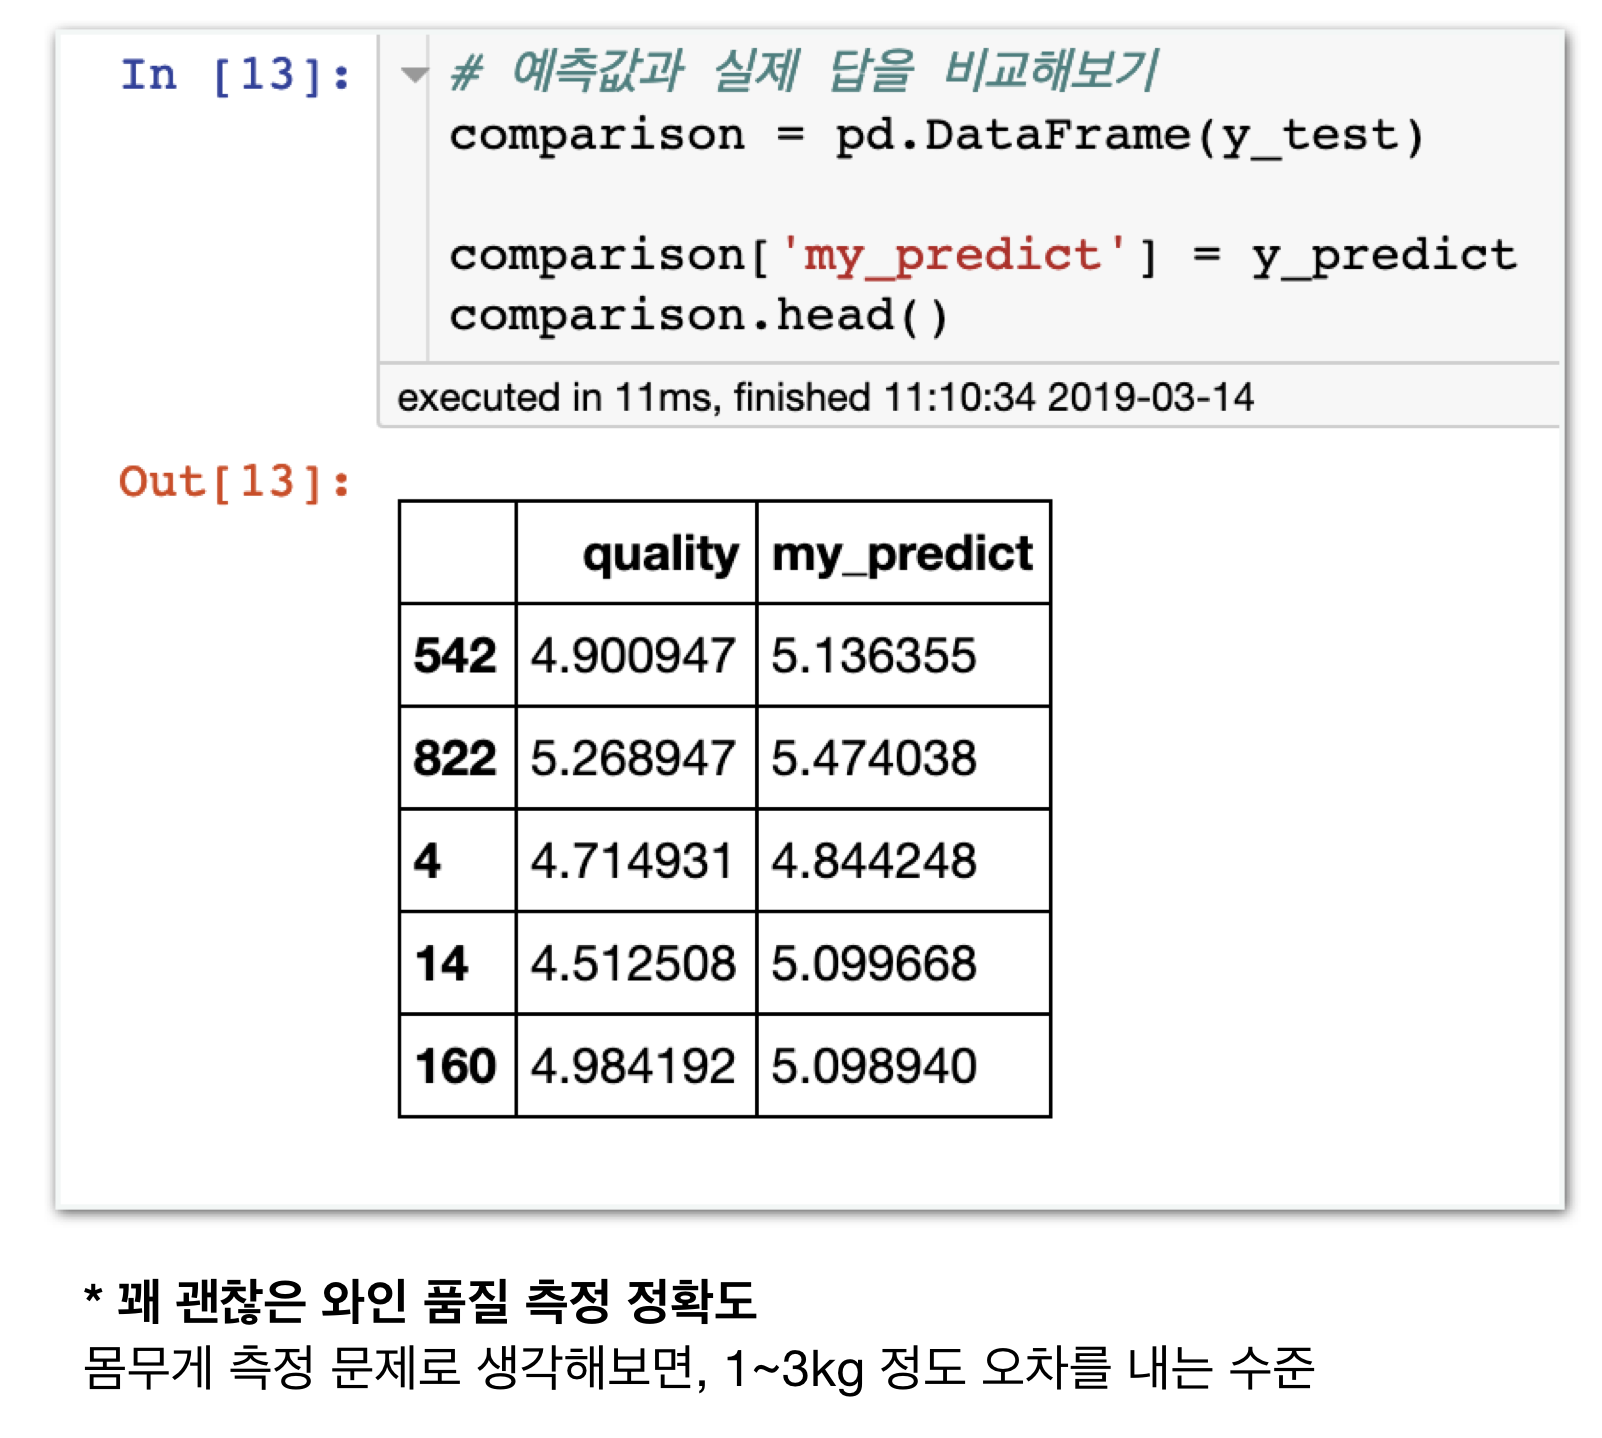 In [13]:
# 예측값과 실제 답을 비교해보기
comparison = pd.DataFrame(y_test)
comparison['my_predict'] = y_predict
comparison.head()
executed in 11ms, finished 11:10:34 2019-03-14
Out[13]:
quality my_predict
542 4.900947 5.136355
822 5.268947 5.474038
4 4.714931 4.844248
14 4.512508 5.099668
160 4.984192 5.098940
* 꽤 괜찮은 와인 품질 측정 정확도
몸무게 측정 문제로 생각해보면, 1~3kg 정도 오차를 내는 수준